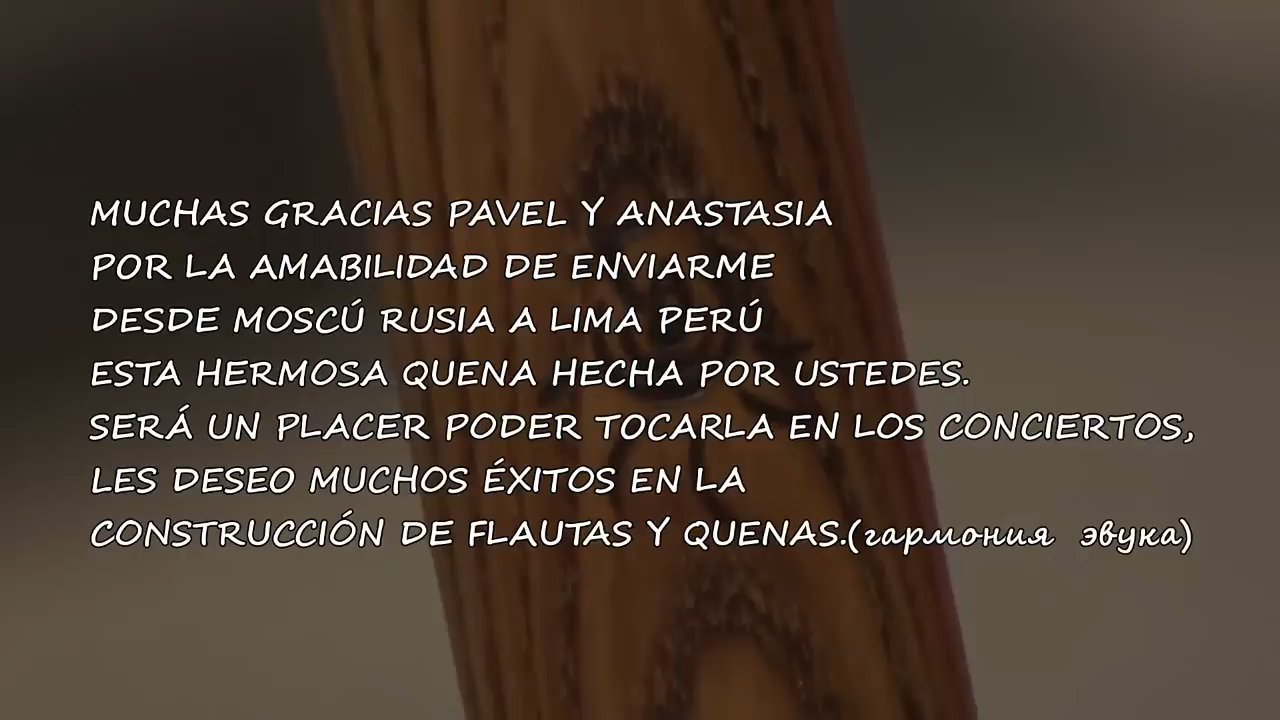 MUCHAS GRACIAS PAVEL Y ANASTASIA
POR LA AMABILIDAD DE ENVIARME
DESDE MOSCÚ RUSIA A LIMA PERÚ
ESTA HERMOSA QUENA HECHA POR USTEDES.
SERÁ UN PLACER PODER TOCARLA EN LOS CONCIERTOS,
LES DESEO MUCHOS ÉXITOS EN LA
CONSTRUCCIÓN DE FLAUTAS Y QUENAS.(гармония эвука)